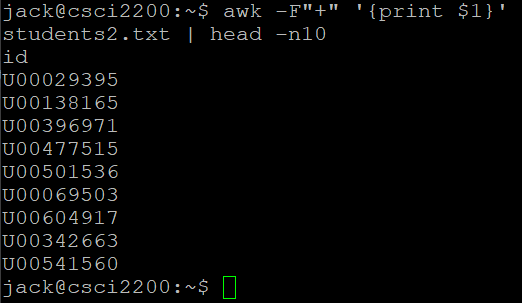 jack@csci2200:~$ awk -F"+" '{print $1}'
students2.txt | head -n10
id
U00029395
U00138165
U00396971
U00477515
U00501536
U00069503
U00604917
U00342663
U00541560
jack@csci2200:~$